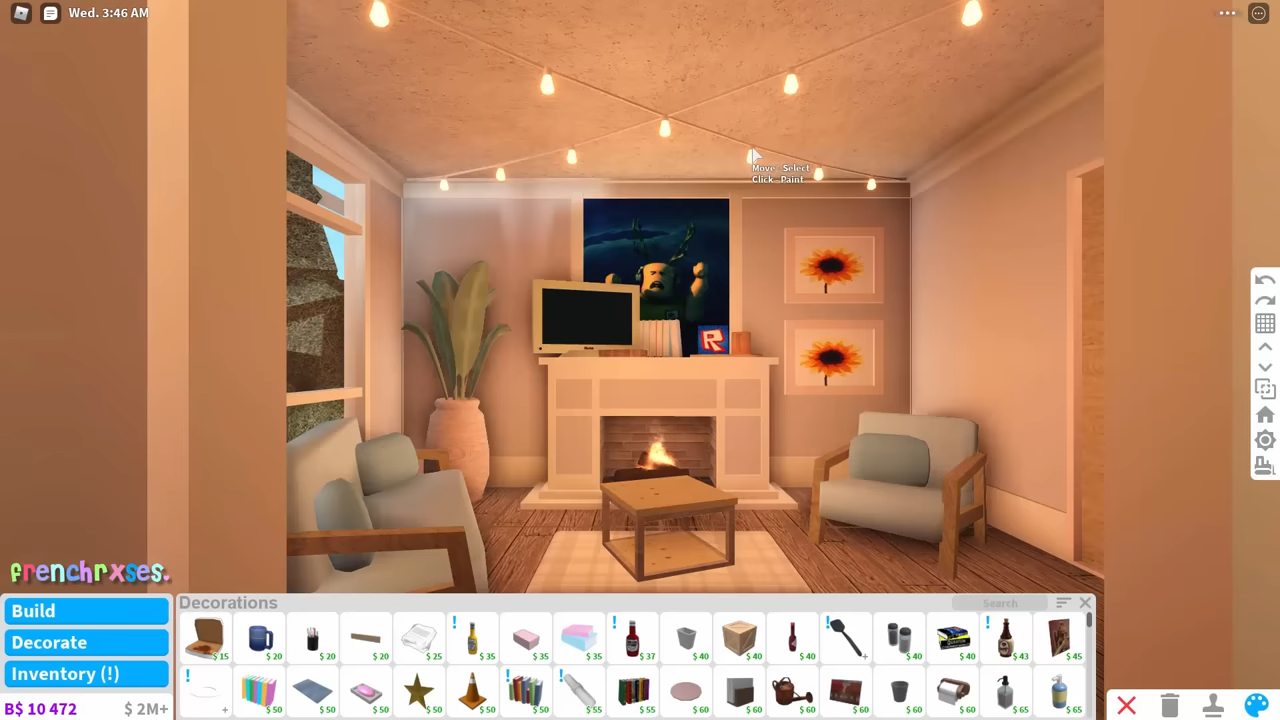 Wed. 3:46 AM
Move - Select
Click - Paint
R
frenchrxses.
Build
Decorate
Inventory (!)
B$ 10 472
$ 2M+
Decorations
Search
$ 15
$ 20
$ 20
$ 20
$ 25
! $ 35
$ 35
$ 35
! $ 37
$ 40
$ 40
$ 40
! +
$ 40
$ 40
! $ 43
$ 45
! +
$ 50
$ 50
$ 50
$ 50
$ 50
! $ 50
! $ 55
$ 55
$ 60
$ 60
$ 60
$ 60
$ 60
$ 60
$ 65
$ 65